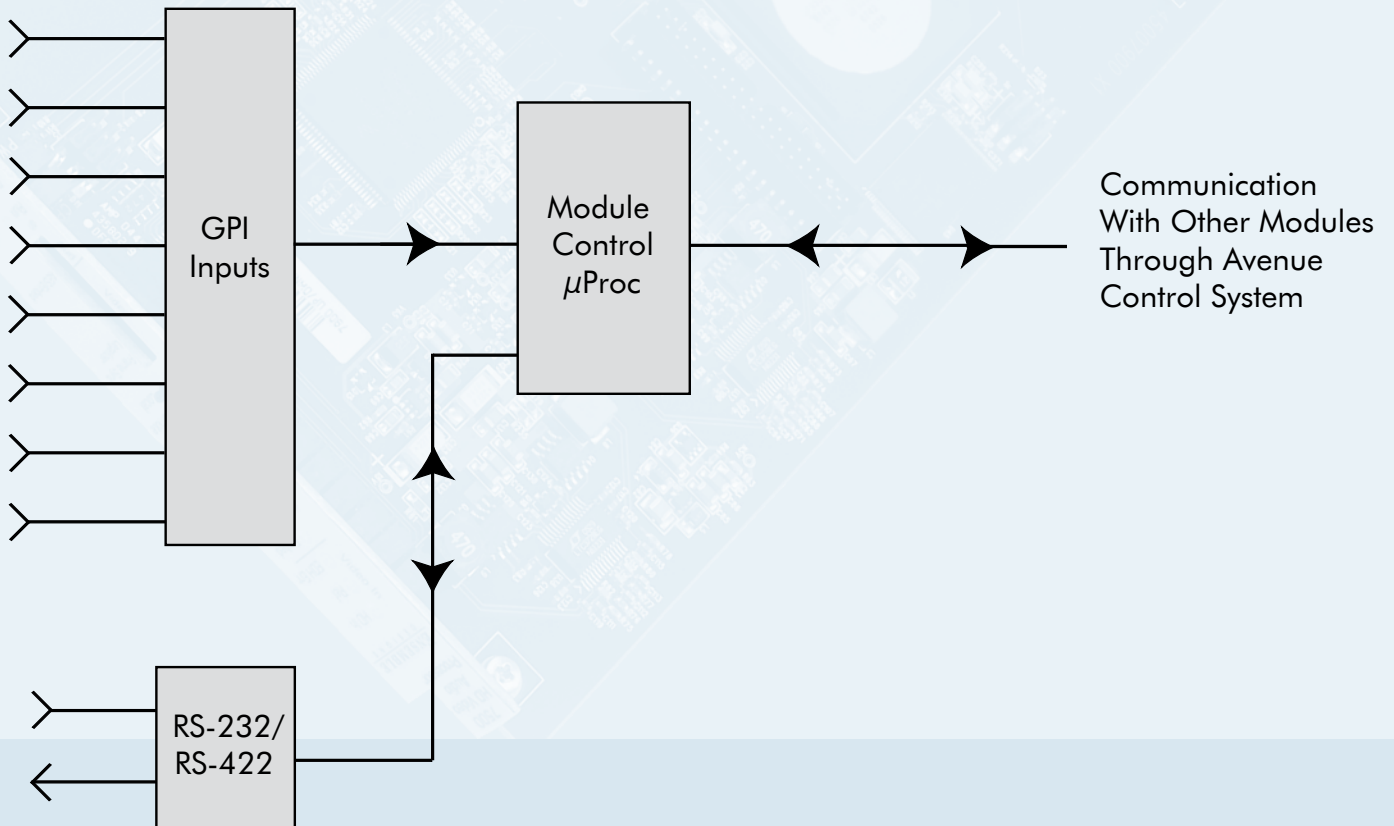 GPI
Inputs
Module
Control
μProc
Communication
With Other Modules
Through Avenue
Control System
RS-232/
RS-422